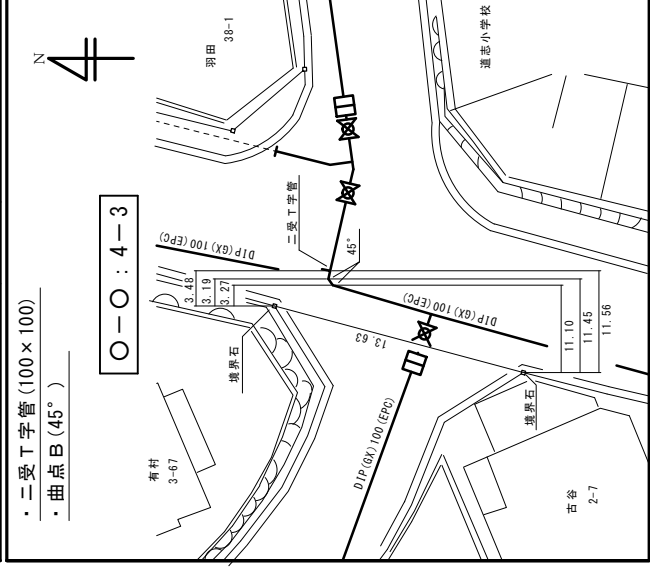 ・二受T字管(100×100)
・曲点B(45°)
○－○：4－3
N
羽田
38-1
道志小学校
二受T字管
45°
DIP(GX)100(EPC)
3.48
3.19
3.27
境界石
有村
3-67
DIP(GX)100(EPC)
13.63
DIP(GX)100(EPC)
11.10
11.45
11.56
境界石
古谷
2-7